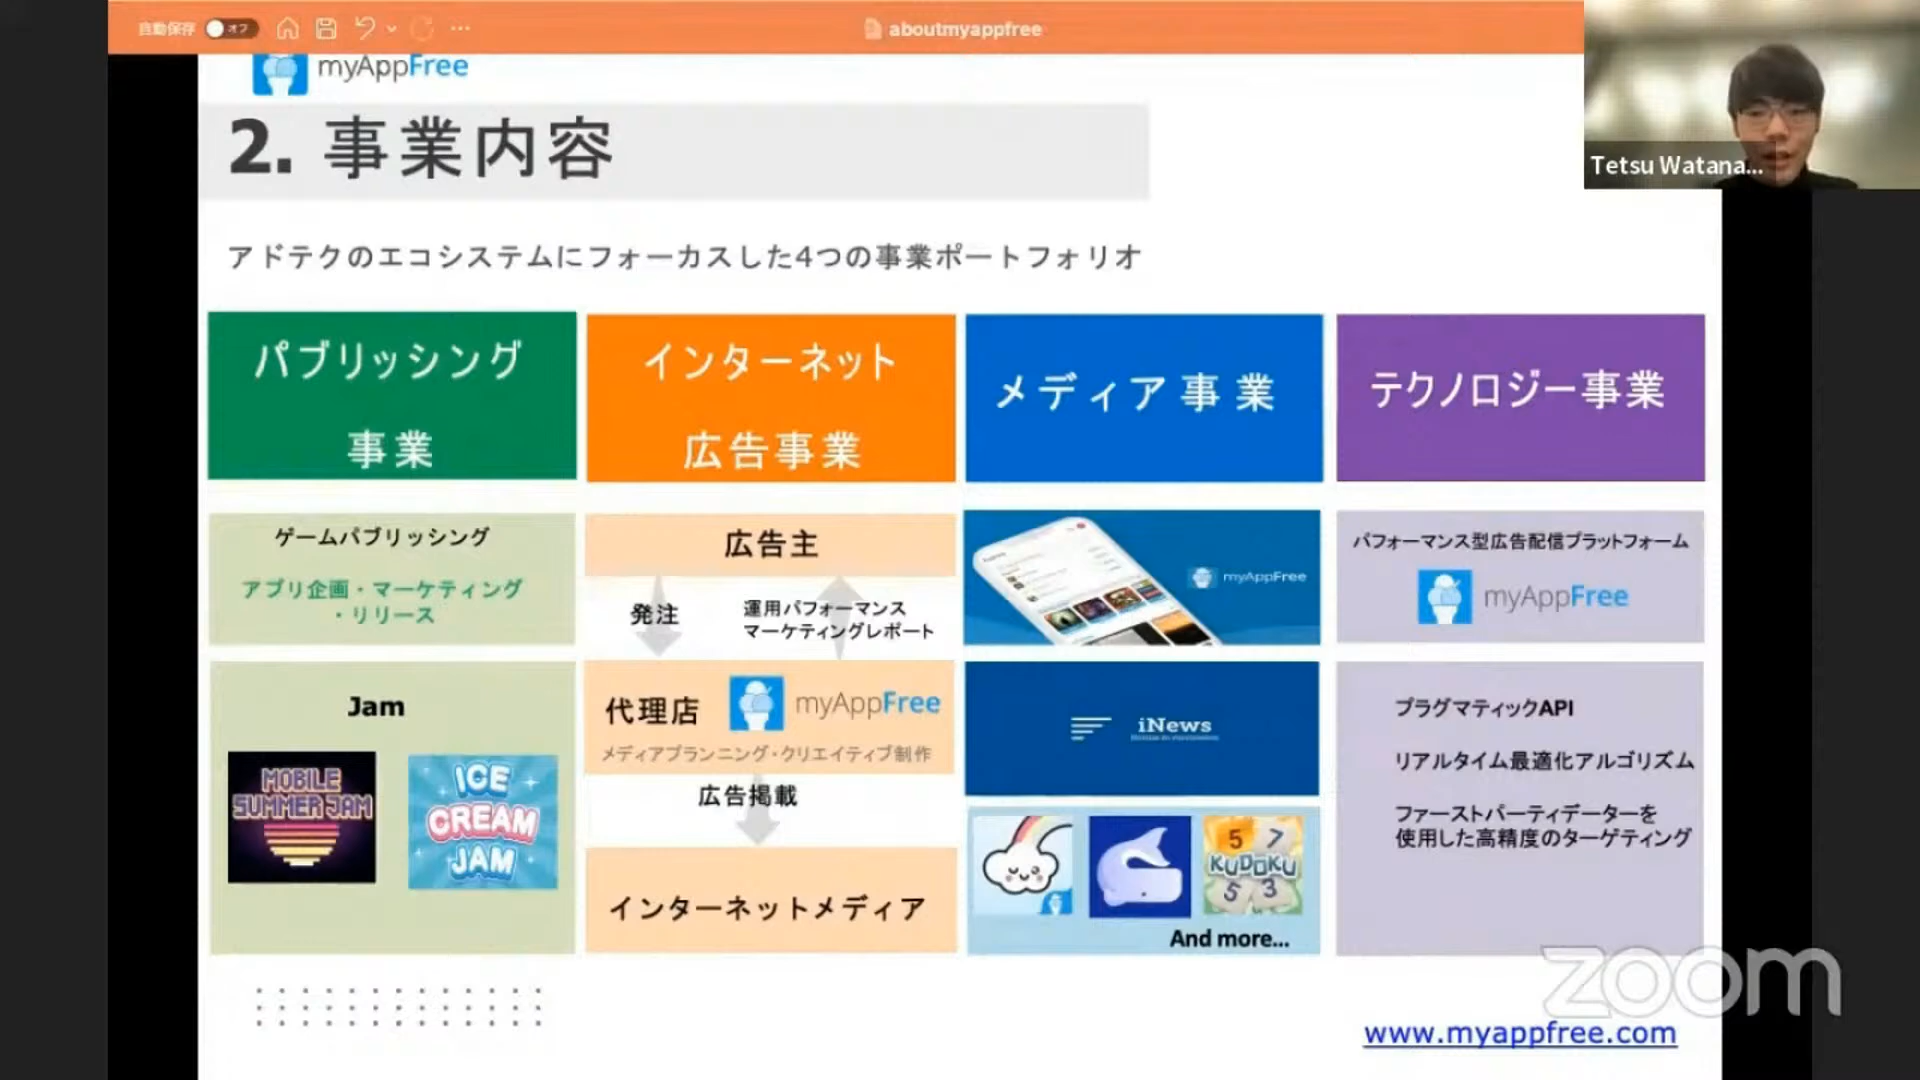 自動保存 オフ
aboutmyappfree
myAppFree
Tetsu Watana...
2. 事業内容
アドテクのエコシステムにフォーカスした4つの事業ポートフォリオ
パブリッシング
事業
ゲームパブリッシング
アプリ企画・マーケティング
・リリース
Jam
MOBILE
SUMMER JAM
ICE
CREAM
JAM
インターネット
広告事業
広告主
発注
運用パフォーマンス
マーケティングレポート
代理店
myAppFree
メディアプランニング・クリエイティブ制作
広告掲載
インターネットメディア
メディア事業
myAppFree
iNews
5 7
KUDOKU
5 3
And more...
テクノロジー事業
パフォーマンス型広告配信プラットフォーム
myAppFree
プラグマティックAPI
リアルタイム最適化アルゴリズム
ファーストパーティデーターを
使用した高精度のターゲティング
zoom
www.myappfree.com